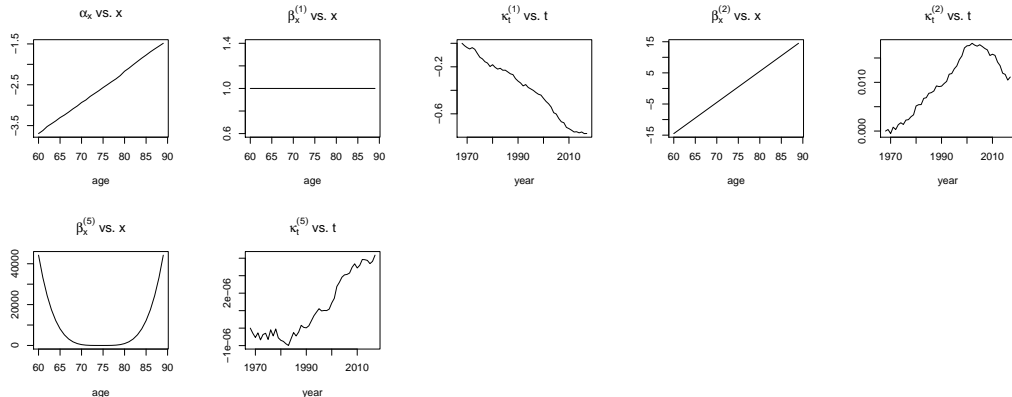 αₓ vs. x
βₓ⁽¹⁾ vs. x
κₜ⁽¹⁾ vs. t
βₓ⁽²⁾ vs. x
κₜ⁽²⁾ vs. t
-3.5 -2.5 -1.5
60 65 70 75 80 85 90
age
0.6 1.0 1.4
60 65 70 75 80 85 90
age
-0.6 -0.2
1970 1990 2010
year
-15 -5 5 15
60 65 70 75 80 85 90
age
0.000 0.010
1970 1990 2010
year
βₓ⁽⁵⁾ vs. x
κₜ⁽⁵⁾ vs. t
0 20000 40000
60 65 70 75 80 85 90
age
-1e-06 2e-06
1970 1990 2010
year